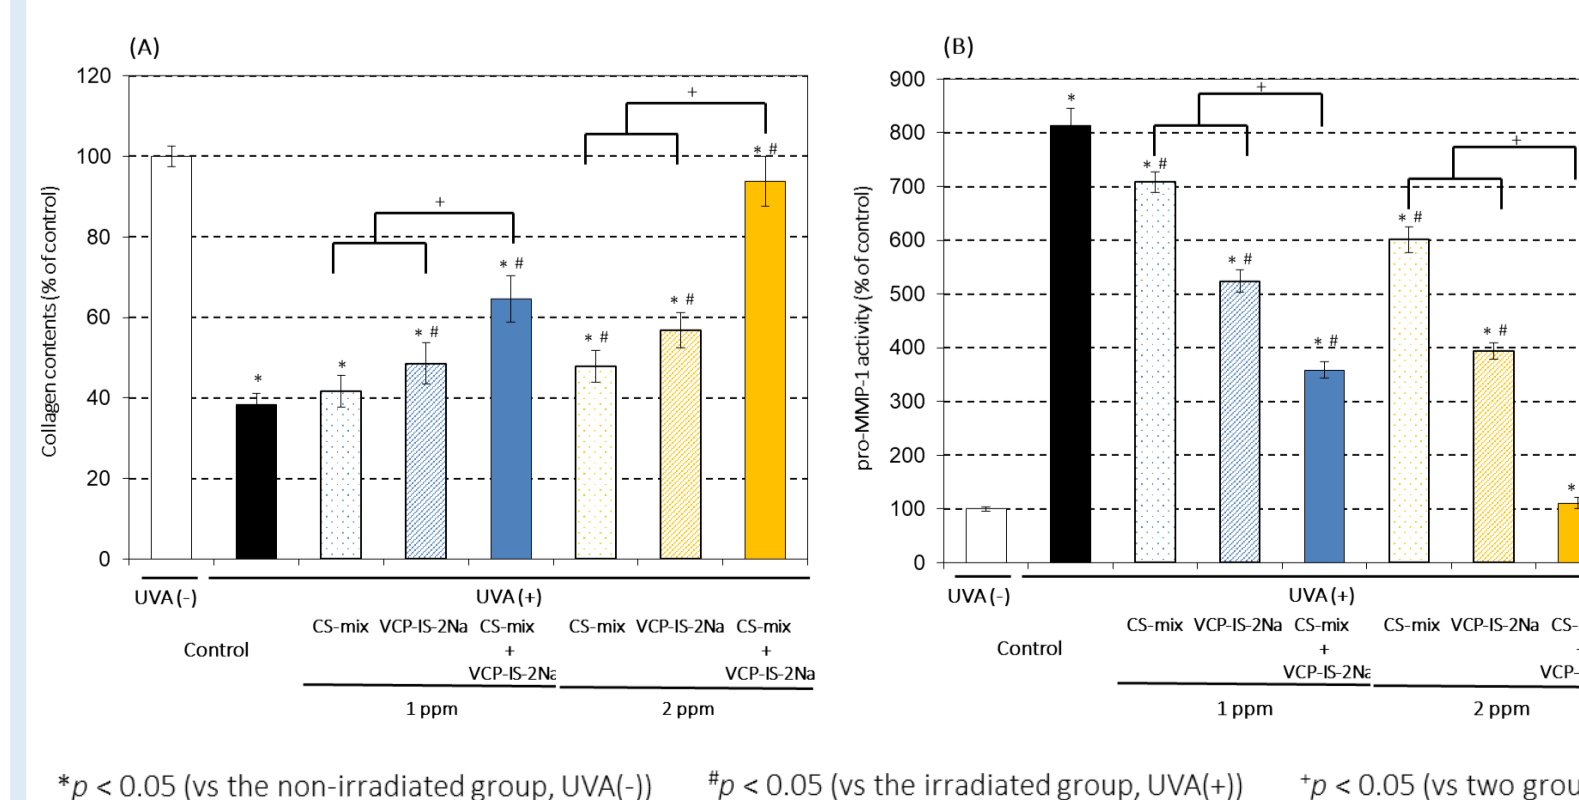 (A)
120
100
80
60
40
20
0
Collagen contents (% of control)
+
+
*
*
* #
* #
* #
* #
* #
UVA (-)
UVA (+)
Control
CS-mix VCP-IS-2Na CS-mix
+
VCP-IS-2Na
CS-mix VCP-IS-2Na CS-mix
+
VCP-IS-2Na
1 ppm
2 ppm
(B)
900
800
700
600
500
400
300
200
100
0
pro-MMP-1 activity (% of control)
+
+
*
* #
* #
* #
* #
* #
*
UVA (-)
UVA (+)
Control
CS-mix VCP-IS-2Na CS-mix
+
VCP-IS-2Na
CS-mix VCP-IS-2Na CS-
VCP-
1 ppm
2 ppm
*p < 0.05 (vs the non-irradiated group, UVA(-)) #p < 0.05 (vs the irradiated group, UVA(+)) +p < 0.05 (vs two grou